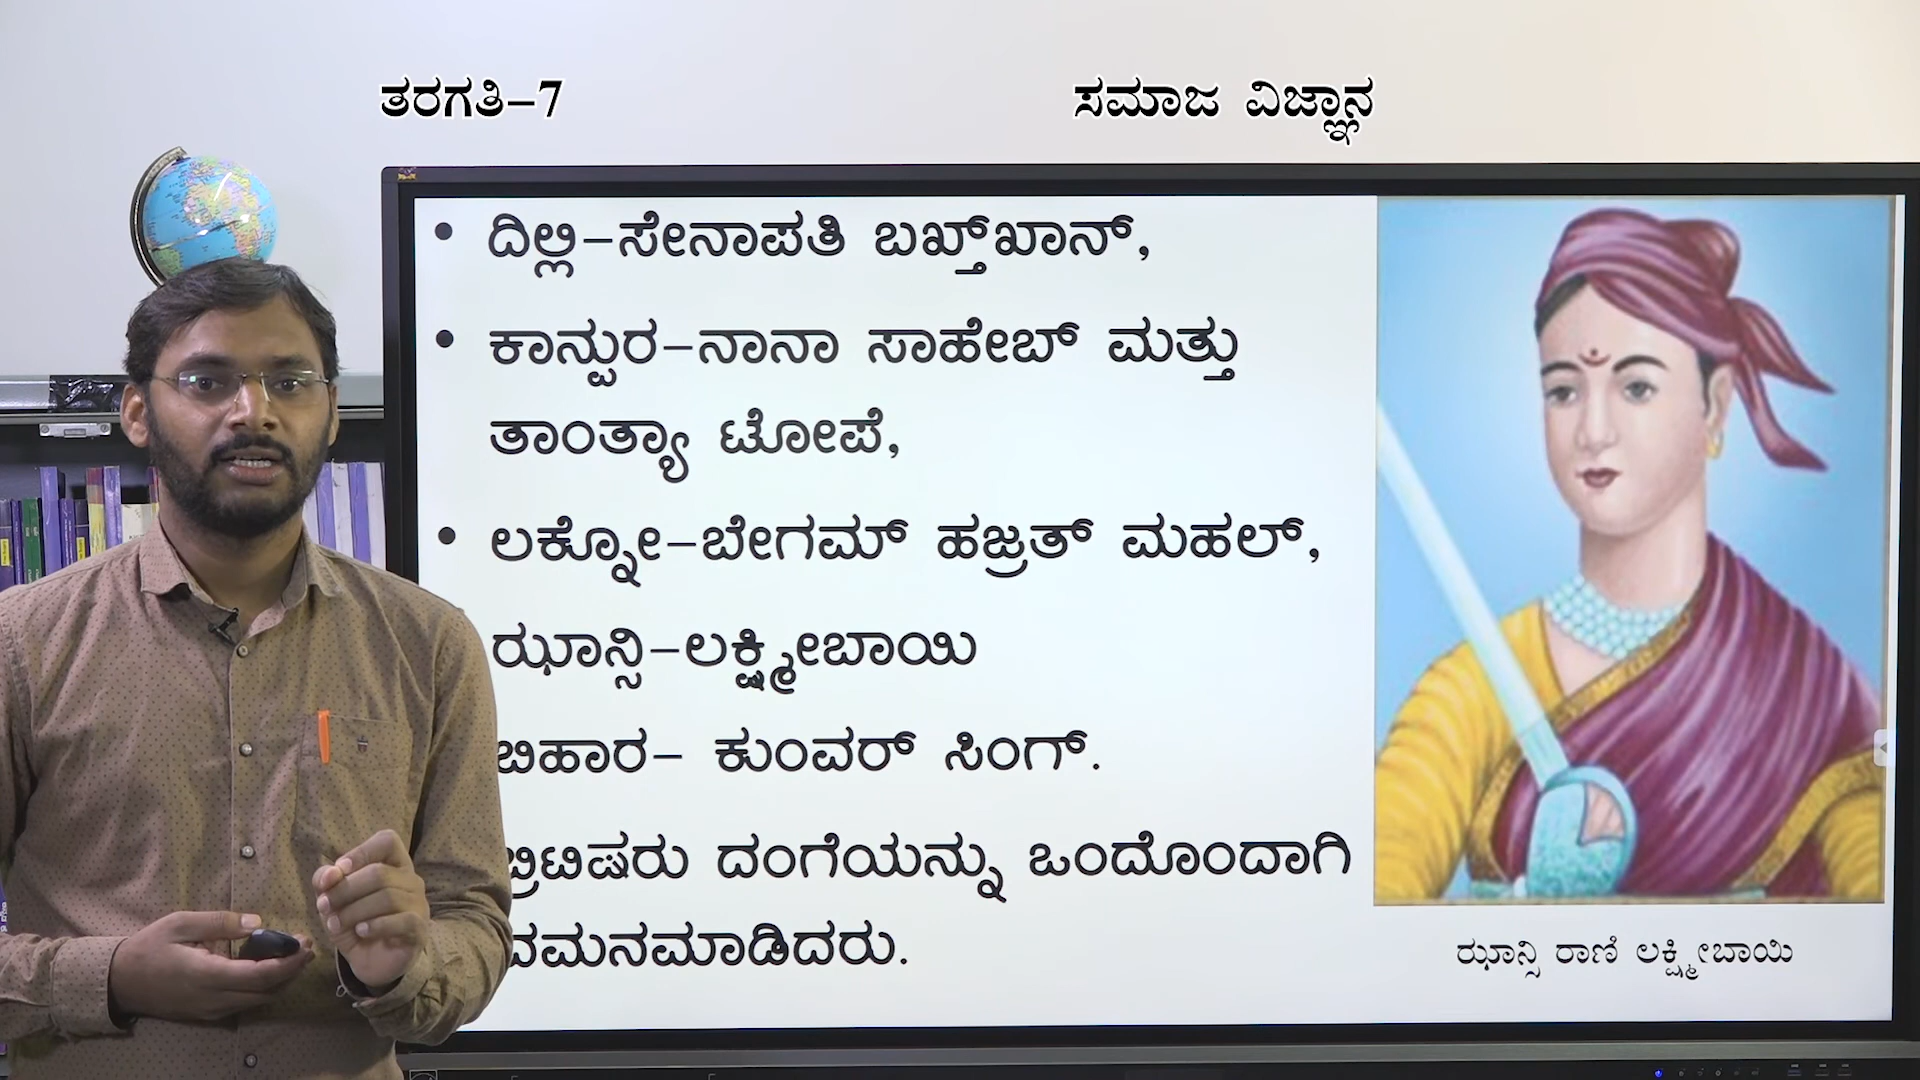 ತರಗತಿ-7
ಸಮಾಜ ವಿಜ್ಞಾನ
• ದಿಲ್ಲಿ-ಸೇನಾಪತಿ ಬಖ್ತ್‌ಖಾನ್,
• ಕಾನ್ಪುರ-ನಾನಾ ಸಾಹೇಬ್ ಮತ್ತು
ತಾಂತ್ಯಾ ಟೋಪೆ,
• ಲಕ್ನೋ-ಬೇಗಮ್ ಹಜ್ರತ್ ಮಹಲ್,
ಝಾನ್ಸಿ-ಲಕ್ಷ್ಮೀಬಾಯಿ
ಬಿಹಾರ- ಕುಂವರ್ ಸಿಂಗ್.
ಬ್ರಿಟಿಷರು ದಂಗೆಯನ್ನು ಒಂದೊಂದಾಗಿ
ದಮನಮಾಡಿದರು.
ಝಾನ್ಸಿ ರಾಣಿ ಲಕ್ಷ್ಮೀಬಾಯಿ